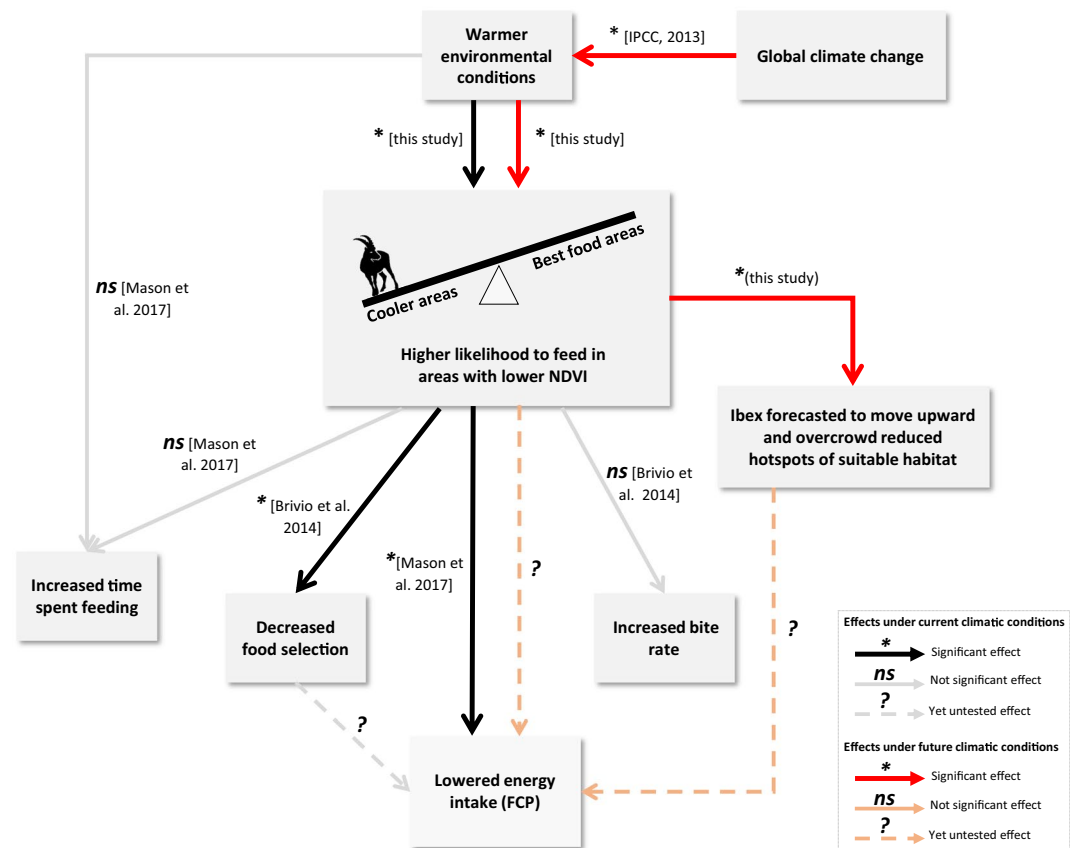 Warmer
environmental
conditions
* [IPCC, 2013]
Global climate change
* [this study]
* [this study]
Best food areas
Cooler areas
Higher likelihood to feed in
areas with lower NDVI
*(this study)
ns [Mason et
al. 2017]
Ibex forecasted to move upward
and overcrowd reduced
hotspots of suitable habitat
ns [Mason et
al. 2017]
* [Brivio et al.
2014]
*[Mason et
al. 2017]
?
ns [Brivio et
al. 2014]
?
Increased time
spent feeding
Decreased
food selection
Increased bite
rate
?
Lowered energy
intake (FCP)
Effects under current climatic conditions
* Significant effect
ns Not significant effect
? Yet untested effect
Effects under future climatic conditions
* Significant effect
ns Not significant effect
? Yet untested effect